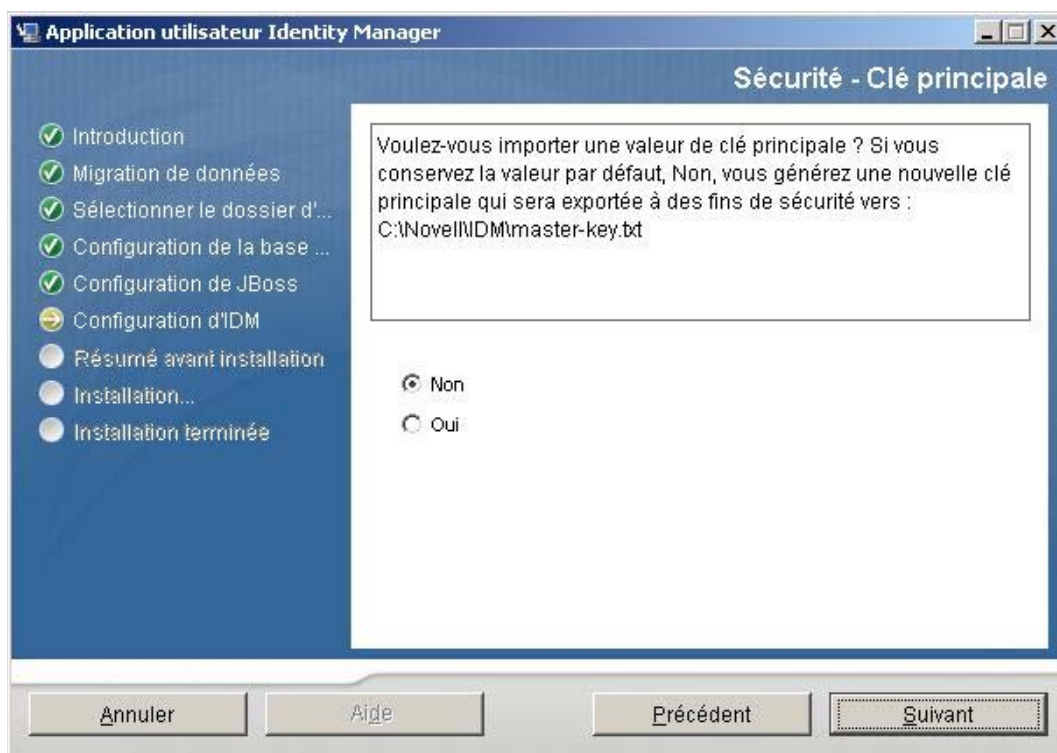 Application utilisateur Identity Manager
Sécurité - Clé principale
Introduction
Migration de données
Sélectionner le dossier d'...
Configuration de la base ...
Configuration de JBoss
Configuration d'IDM
Résumé avant installation
Installation...
Installation terminée
Voulez-vous importer une valeur de clé principale ? Si vous
conservez la valeur par défaut, Non, vous générez une nouvelle clé
principale qui sera exportée à des fins de sécurité vers :
C:\Novell\IDM\master-key.txt
Non
Oui
Annuler
Aide
Précédent
Suivant